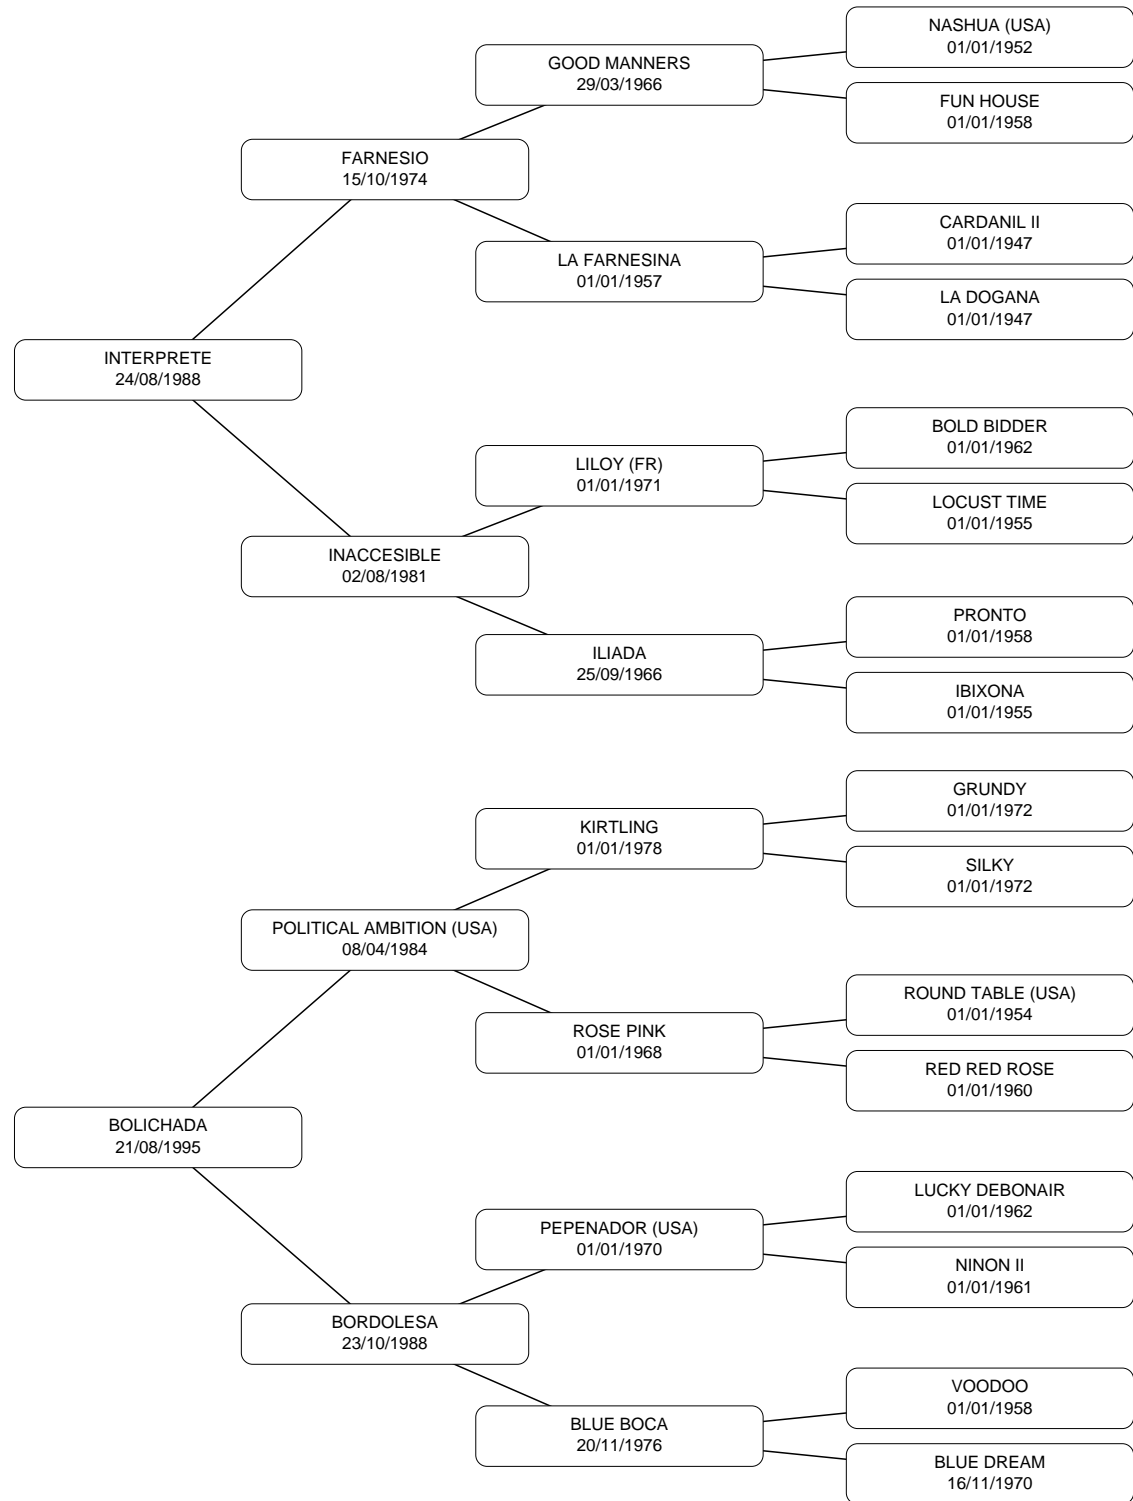 NASHUA (USA)
01/01/1952
GOOD MANNERS
29/03/1966
FUN HOUSE
01/01/1958
FARNESIO
15/10/1974
CARDANIL II
01/01/1947
LA FARNESINA
01/01/1957
LA DOGANA
01/01/1947
INTERPRETE
24/08/1988
BOLD BIDDER
01/01/1962
LILOY (FR)
01/01/1971
LOCUST TIME
01/01/1955
INACCESIBLE
02/08/1981
PRONTO
01/01/1958
ILIADA
25/09/1966
IBIXONA
01/01/1955
GRUNDY
01/01/1972
KIRTLING
01/01/1978
SILKY
01/01/1972
POLITICAL AMBITION (USA)
08/04/1984
ROUND TABLE (USA)
01/01/1954
ROSE PINK
01/01/1968
RED RED ROSE
01/01/1960
BOLICHADA
21/08/1995
LUCKY DEBONAIR
01/01/1962
PEPENADOR (USA)
01/01/1970
NINON II
01/01/1961
BORDOLESA
23/10/1988
VOODOO
01/01/1958
BLUE BOCA
20/11/1976
BLUE DREAM
16/11/1970